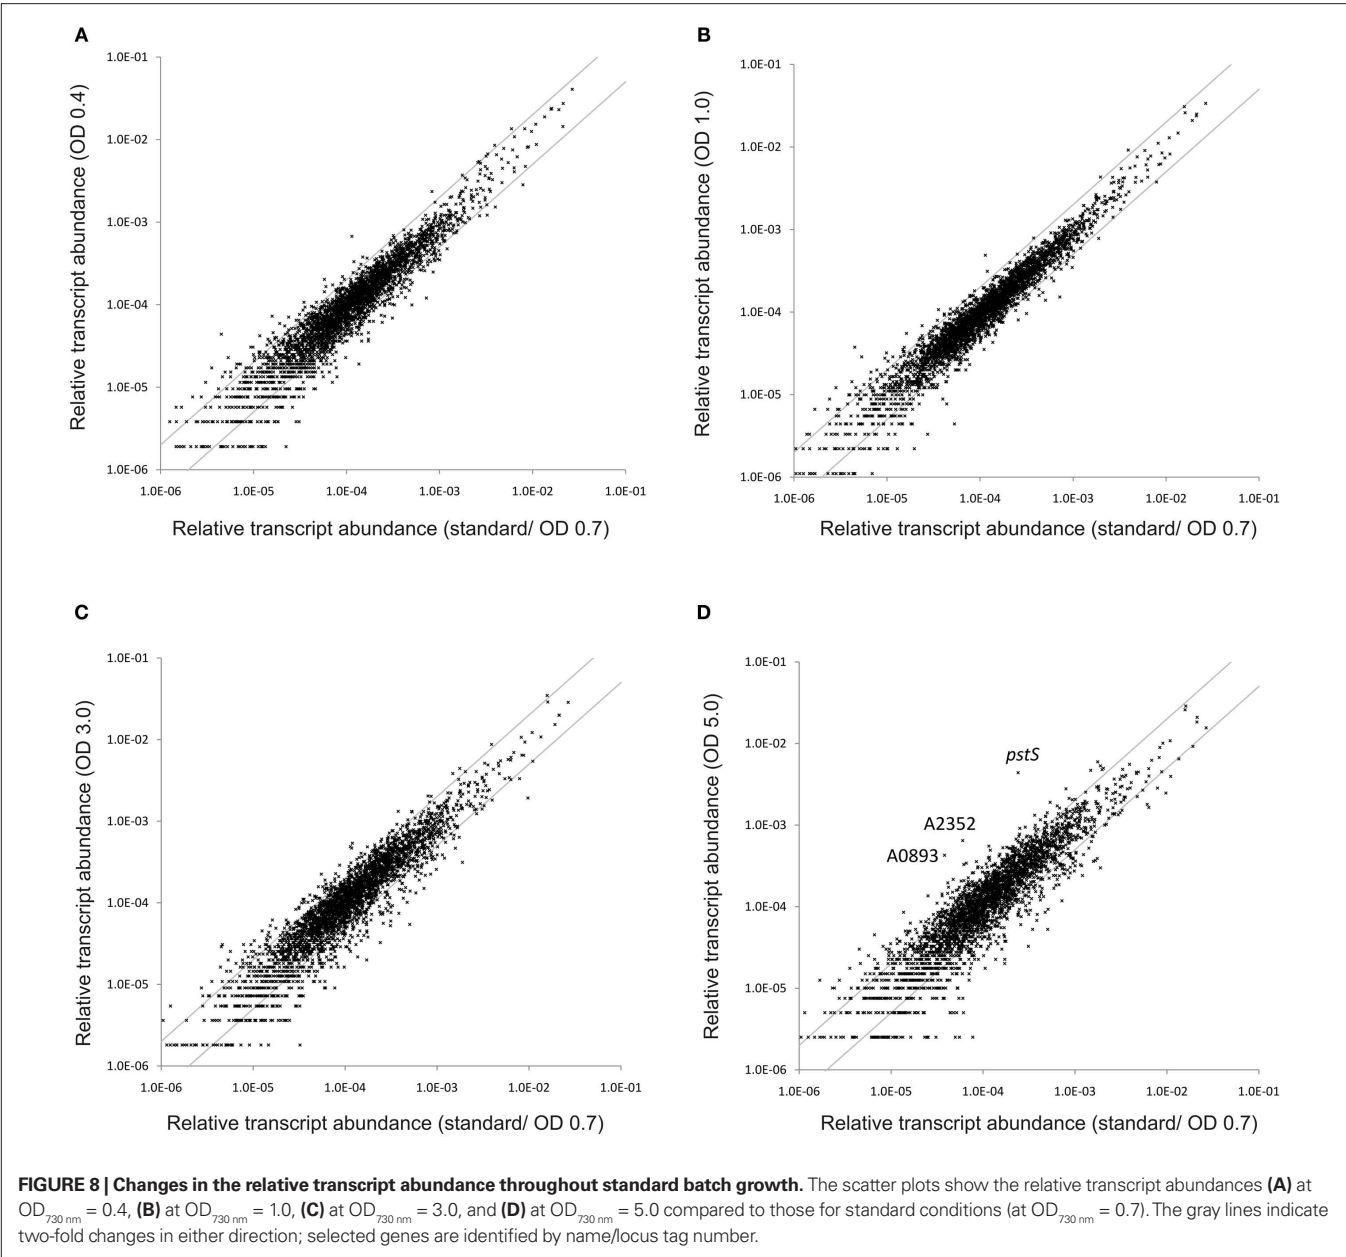 A
1.0E-01
1.0E-02
1.0E-03
1.0E-04
1.0E-05
1.0E-06
Relative transcript abundance (OD 0.4)
1.0E-06 1.0E-05 1.0E-04 1.0E-03 1.0E-02 1.0E-01
Relative transcript abundance (standard/ OD 0.7)
B
1.0E-01
1.0E-02
1.0E-03
1.0E-04
1.0E-05
1.0E-06
Relative transcript abundance (OD 1.0)
1.0E-06 1.0E-05 1.0E-04 1.0E-03 1.0E-02 1.0E-01
Relative transcript abundance (standard/ OD 0.7)
C
1.0E-01
1.0E-02
1.0E-03
1.0E-04
1.0E-05
1.0E-06
Relative transcript abundance (OD 3.0)
1.0E-06 1.0E-05 1.0E-04 1.0E-03 1.0E-02 1.0E-01
Relative transcript abundance (standard/ OD 0.7)
D
1.0E-01
1.0E-02
1.0E-03
1.0E-04
1.0E-05
1.0E-06
Relative transcript abundance (OD 5.0)
pstS
A2352
A0893
1.0E-06 1.0E-05 1.0E-04 1.0E-03 1.0E-02 1.0E-01
Relative transcript abundance (standard/ OD 0.7)
FIGURE 8 | Changes in the relative transcript abundance throughout standard batch growth. The scatter plots show the relative transcript abundances (A) at
OD730 nm = 0.4, (B) at OD730 nm = 1.0, (C) at OD730 nm = 3.0, and (D) at OD730 nm = 5.0 compared to those for standard conditions (at OD730 nm = 0.7). The gray lines indicate
two-fold changes in either direction; selected genes are identified by name/locus tag number.